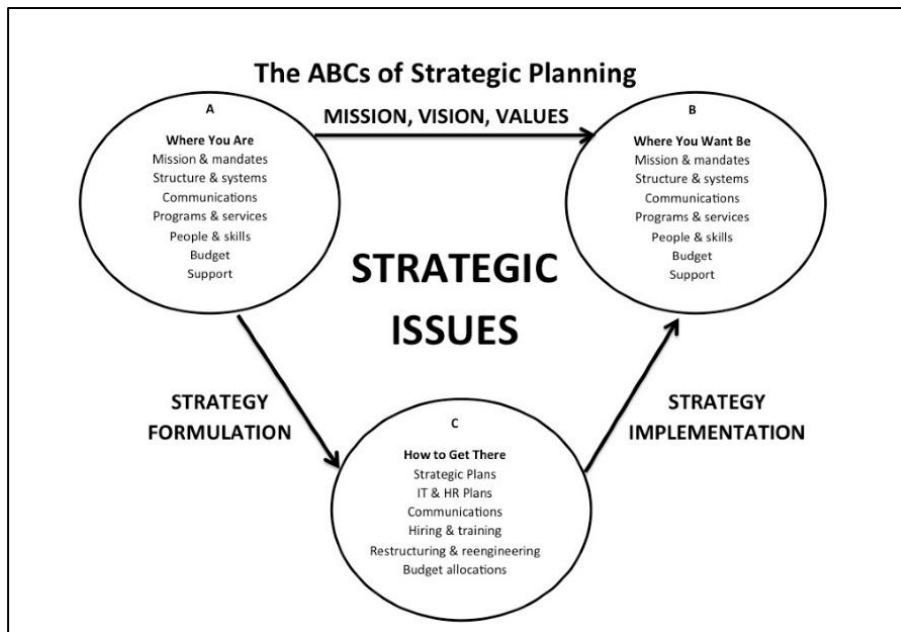 The ABCs of Strategic Planning
MISSION, VISION, VALUES
A
Where You Are
Mission & mandates
Structure & systems
Communications
Programs & services
People & skills
Budget
Support
B
Where You Want Be
Mission & mandates
Structure & systems
Communications
Programs & services
People & skills
Budget
Support
STRATEGIC
ISSUES
STRATEGY
FORMULATION
C
How to Get There
Strategic Plans
IT & HR Plans
Communications
Hiring & training
Restructuring & reengineering
Budget allocations
STRATEGY
IMPLEMENTATION